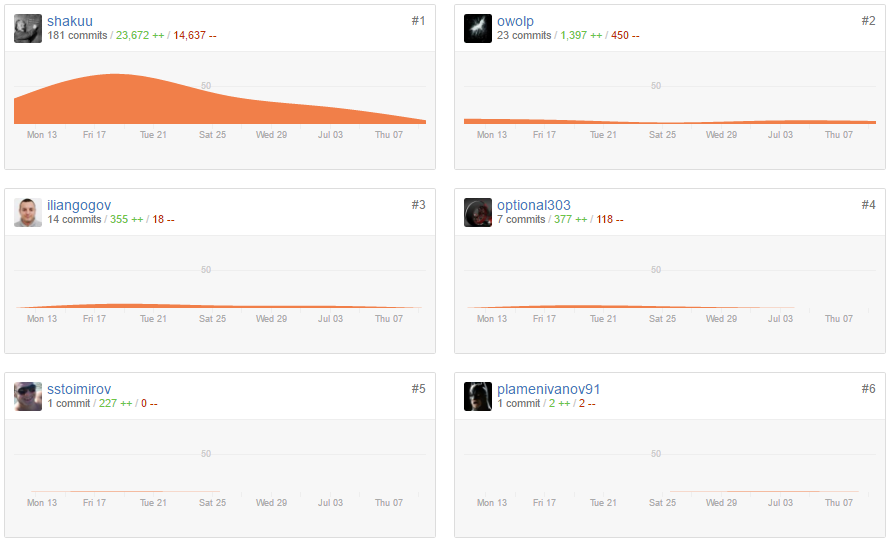 shakuu #1
181 commits / 23,672 ++ / 14,637 --
50
Mon 13 Fri 17 Tue 21 Sat 25 Wed 29 Jul 03 Thu 07
owolp #2
23 commits / 1,397 ++ / 450 --
50
Mon 13 Fri 17 Tue 21 Sat 25 Wed 29 Jul 03 Thu 07
iliangogov #3
14 commits / 355 ++ / 18 --
50
Mon 13 Fri 17 Tue 21 Sat 25 Wed 29 Jul 03 Thu 07
optional303 #4
7 commits / 377 ++ / 118 --
50
Mon 13 Fri 17 Tue 21 Sat 25 Wed 29 Jul 03 Thu 07
sstoimirov #5
1 commit / 227 ++ / 0 --
50
Mon 13 Fri 17 Tue 21 Sat 25 Wed 29 Jul 03 Thu 07
plamenivanov91 #6
1 commit / 2 ++ / 2 --
50
Mon 13 Fri 17 Tue 21 Sat 25 Wed 29 Jul 03 Thu 07